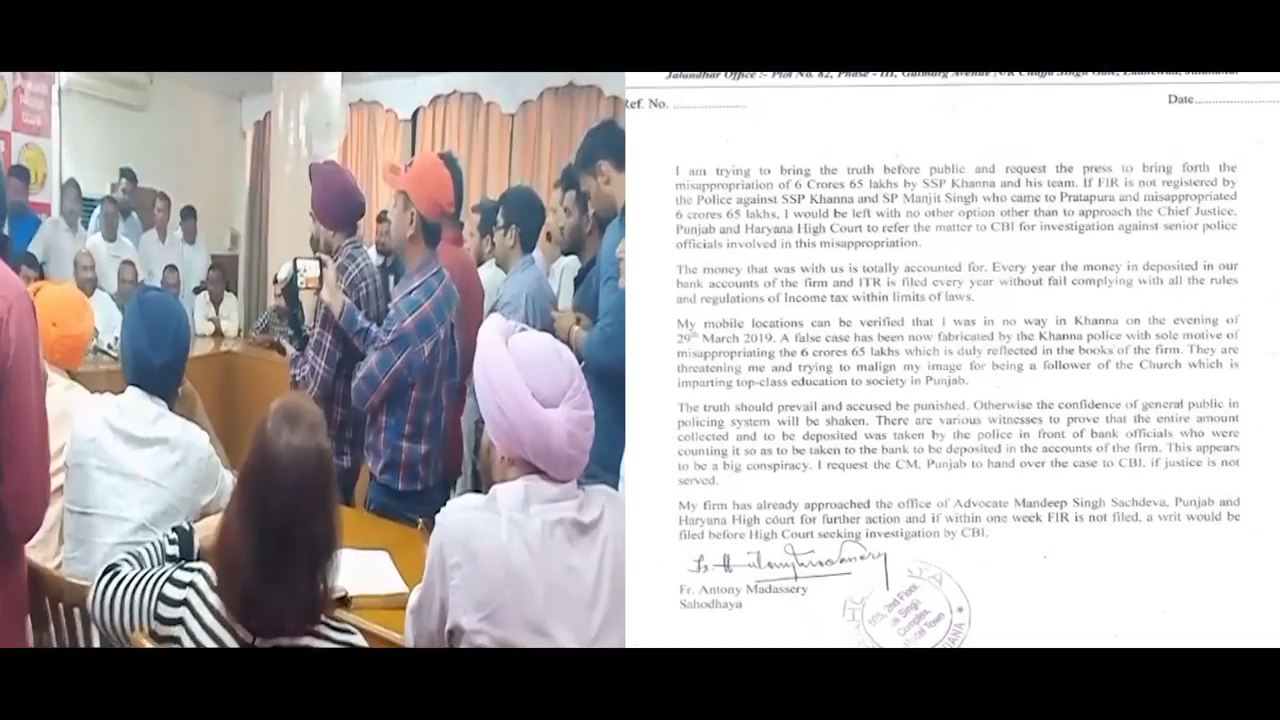 Jalandhar Office :- Plot No. 82, Phase - III, Gulmarg Avenue
Ref. No. ........................
Date........................
I am trying to bring the truth before public and request the press to bring forth the
misappropriation of 6 Crores 65 lakhs by SSP Khanna and his team. If FIR is not registered by
the Police against SSP Khanna and SP Manjit Singh who came to Pratapura and misappropriated
6 crores 65 lakhs, I would be left with no other option other than to approach the Chief Justice,
Punjab and Haryana High Court to refer the matter to CBI for investigation against senior police
officials involved in this misappropriation.
The money that was with us is totally accounted for. Every year the money in deposited in our
bank accounts of the firm and ITR is filed every year without fail complying with all the rules
and regulations of Income tax within limits of laws.
My mobile locations can be verified that I was in no way in Khanna on the evening of
29th March 2019. A false case has been now fabricated by the Khanna police with sole motive of
misappropriating the 6 crores 65 lakhs which is duly reflected in the books of the firm. They are
threatening me and trying to malign my image for being a follower of the Church which is
imparting top-class education to society in Punjab.
The truth should prevail and accused be punished. Otherwise the confidence of general public in
policing system will be shaken. There are various witnesses to prove that the entire amount
collected and to be deposited was taken by the police in front of bank officials who were
counting it so as to be taken to the bank to be deposited in the accounts of the firm. This appears
to be a big conspiracy. I request the CM, Punjab to hand over the case to CBI, if justice is not
served.
My firm has already approached the office of Advocate Mandeep Singh Sachdeva, Punjab and
Haryana High court for further action and if within one week FIR is not filed, a writ would be
filed before High Court seeking investigation by CBI.
Fr. Antony Madassery
Sahodhaya
2nd Floor
Singh
Complex
Town